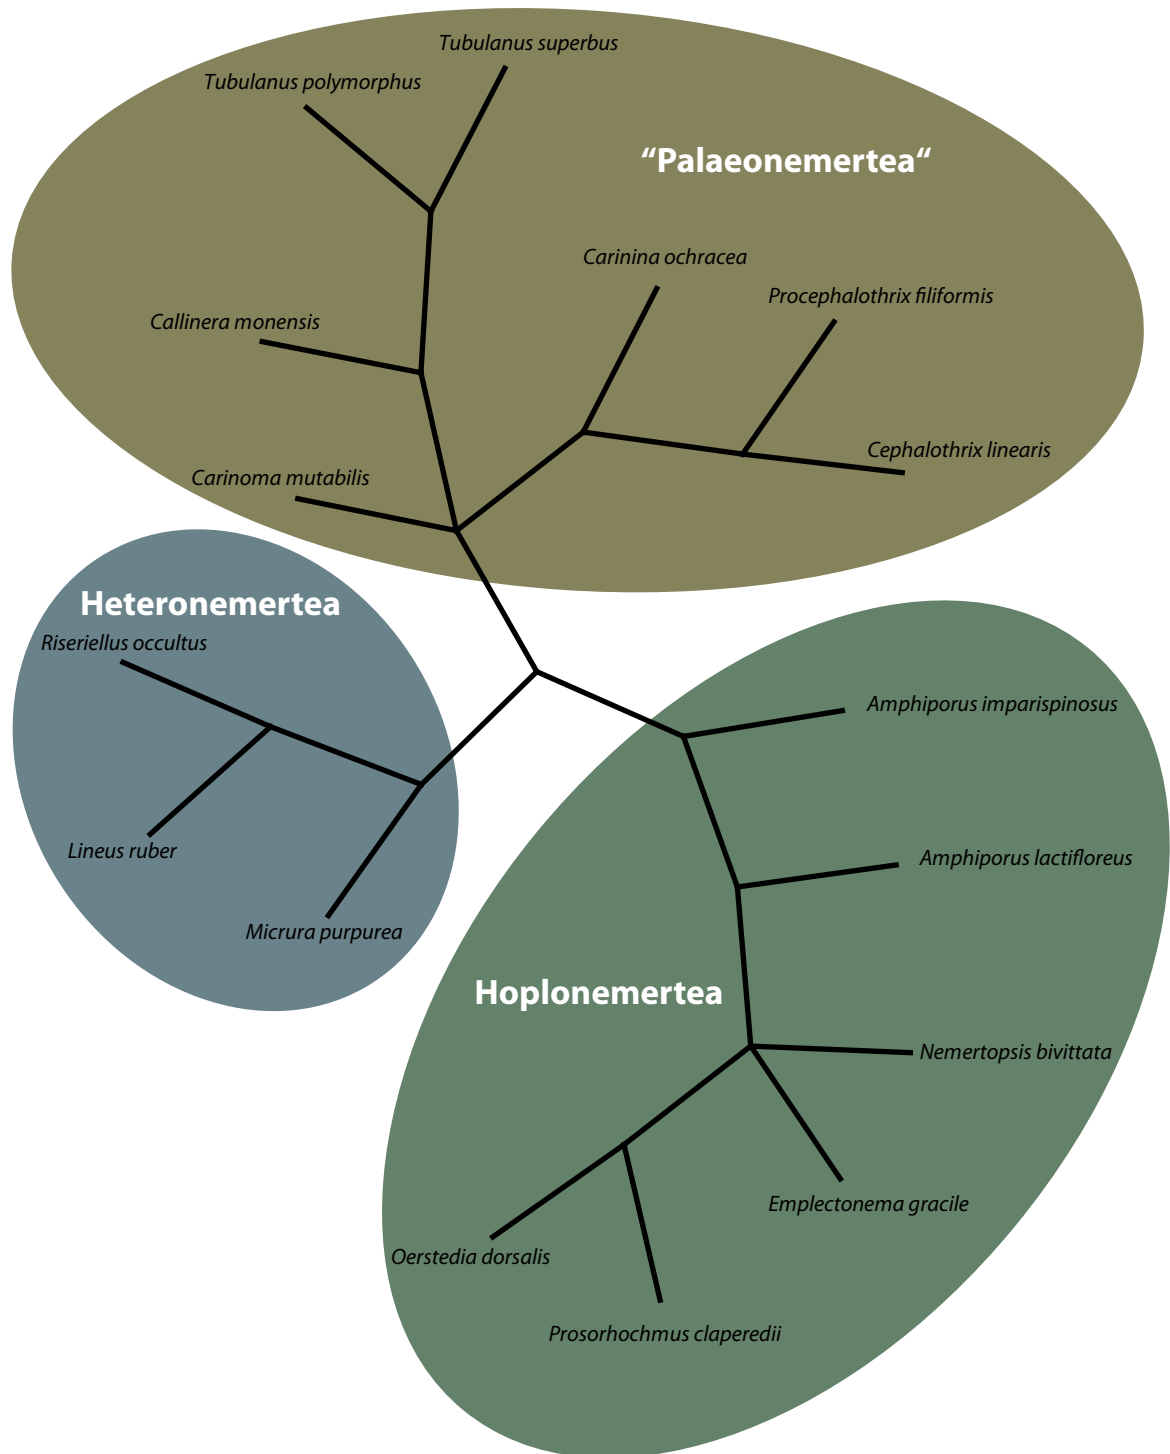 Tubulanus superbus
Tubulanus polymorphus
“Palaeonemertea“
Carinina ochracea
Procephalothrix filiformis
Callinera monensis
Cephalothrix linearis
Carinoma mutabilis
Heteronemertea
Riseriellus occultus
Amphiporus imparispinosus
Lineus ruber
Amphiporus lactifloreus
Micrura purpurea
Hoplonemertea
Nemertopsis bivittata
Emplectonema gracile
Oerstedia dorsalis
Prosorhochmus claperedii